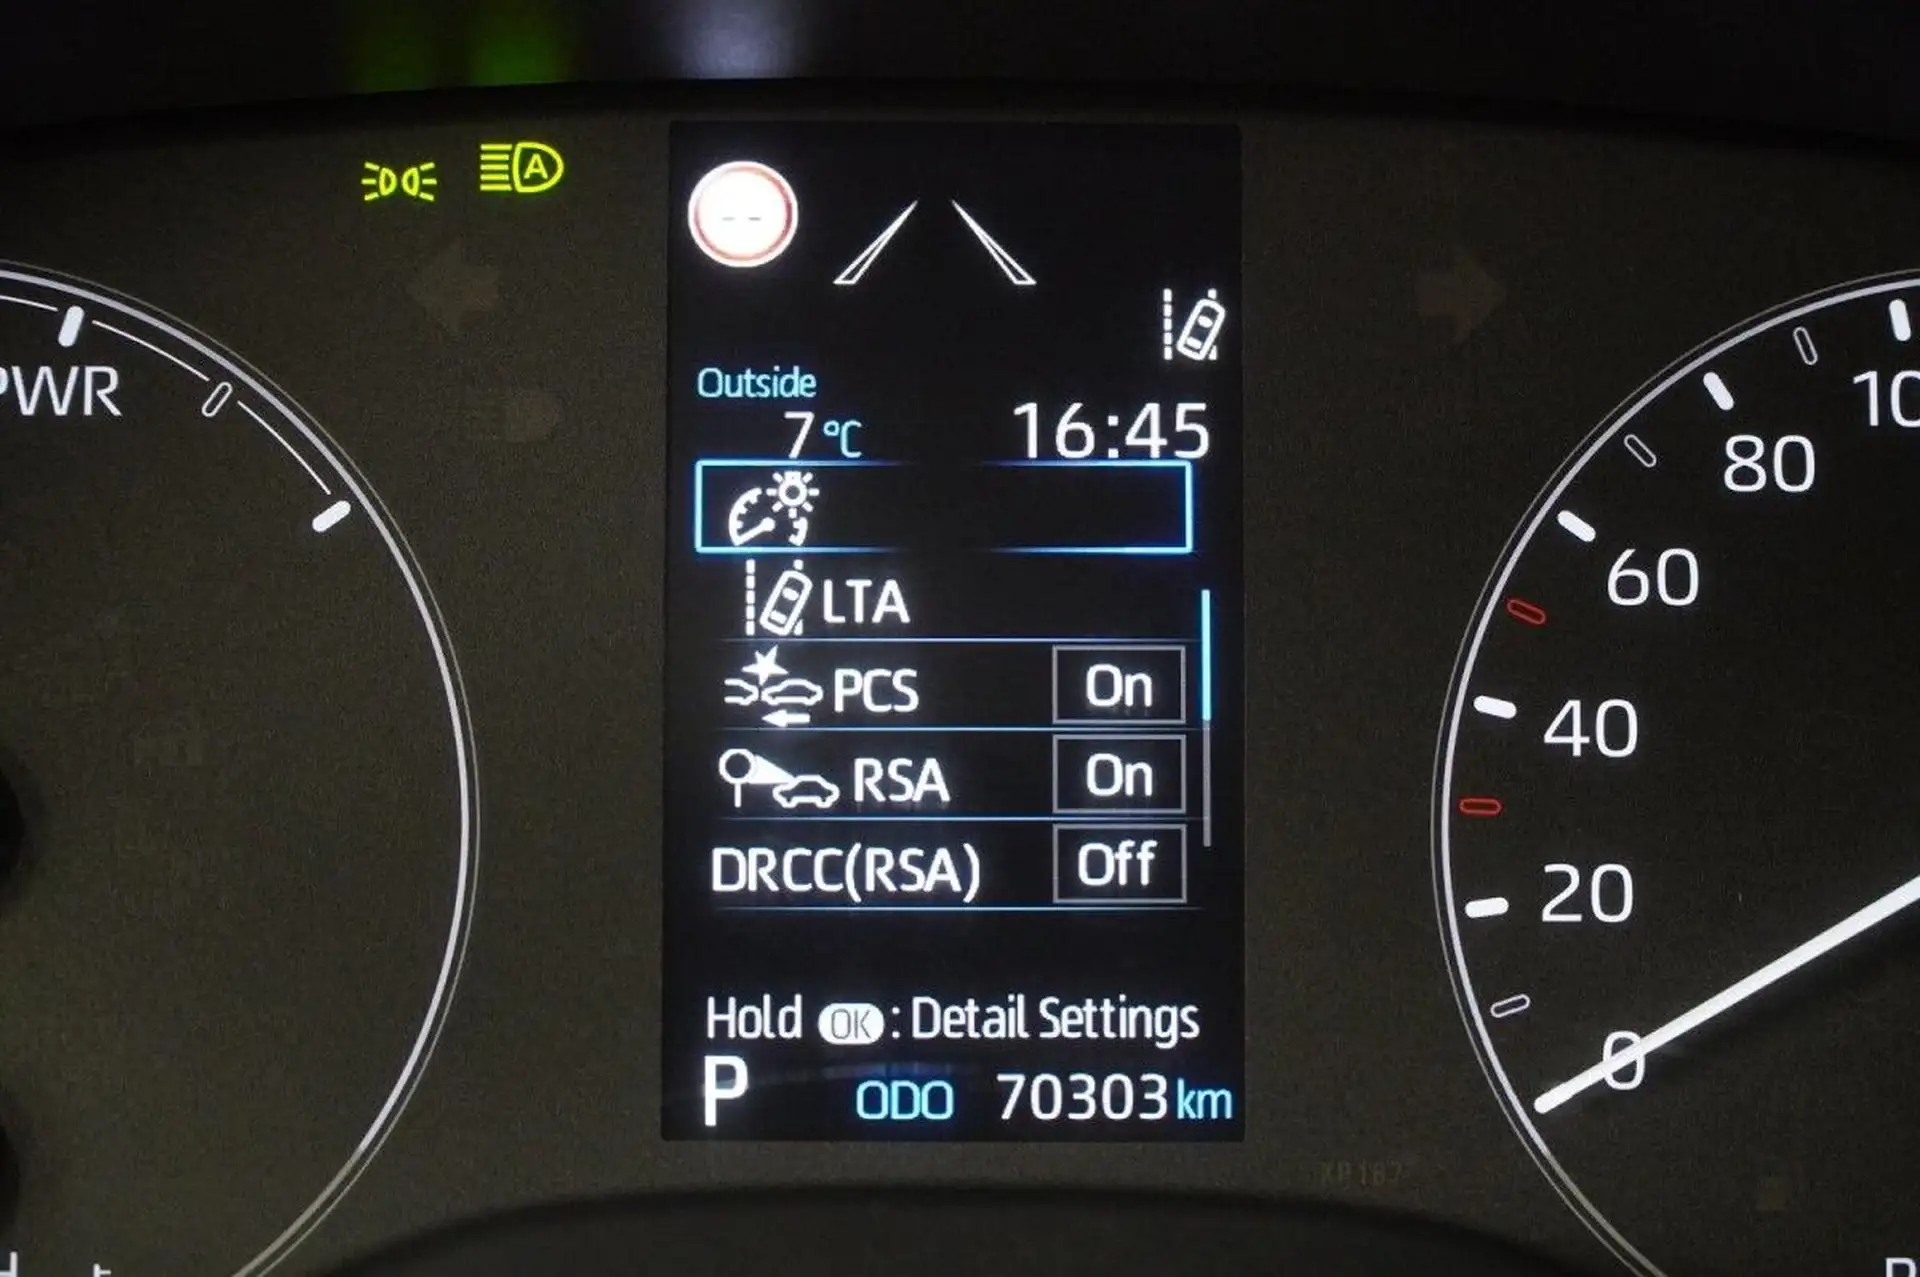 A
--
Outside
7 °C
16:45
LTA
PCS On
RSA On
DRCC(RSA) Off
Hold OK : Detail Settings
P ODO 70303 km
PWR
80
60
40
20
0